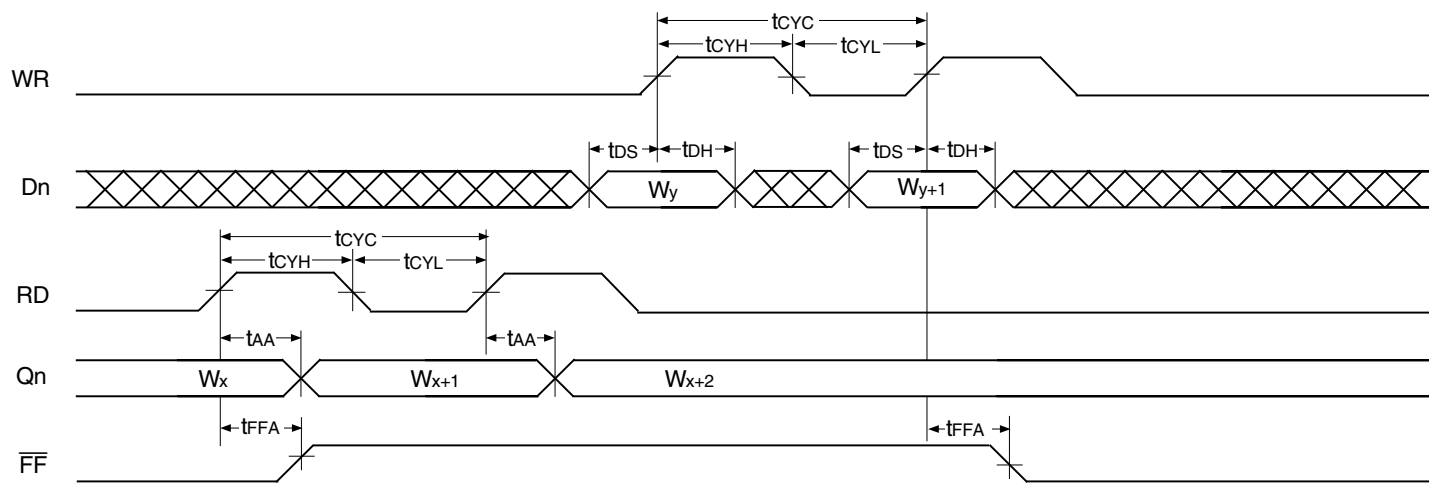 tCYC
tCYH tCYL
WR
tDS tDH tDS tDH
Dn Wy Wy+1
tCYC
tCYH tCYL
RD
tAA tAA
Qn Wx Wx+1 Wx+2
tFFA tFFA
F̅F̅